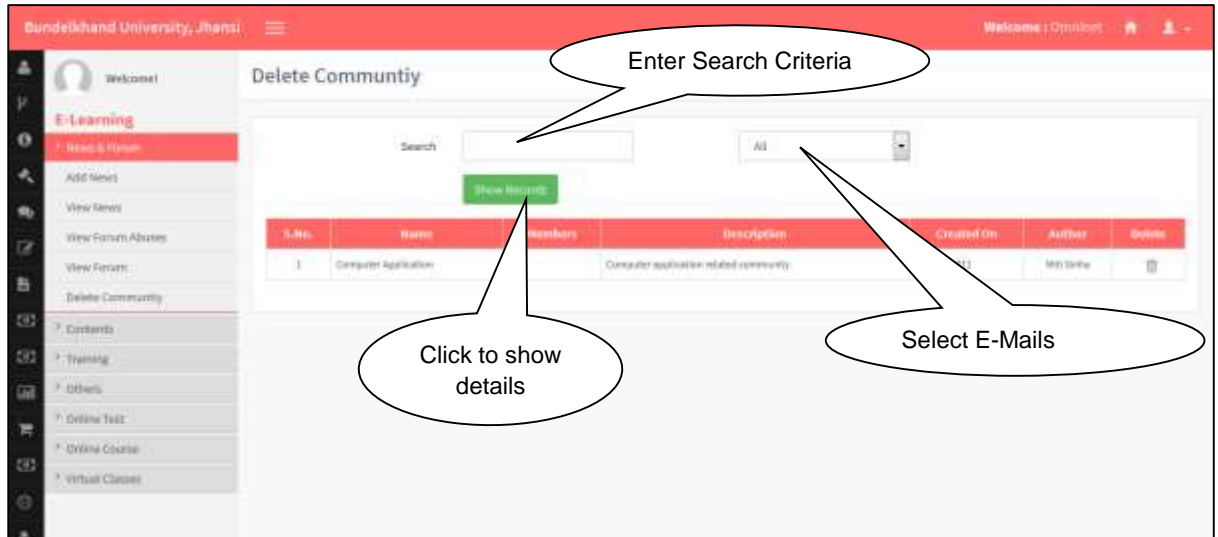 Bundelkhand University, Jhansi
Welcome : Omninet
Welcome!
Delete Communtiy
Enter Search Criteria
E-Learning
News & Forum
Add News
View News
View Forum Abuses
View Forum
Delete Community
Contents
Training
Others
Online Test
Online Course
Virtual Classes
Search
All
Show Records
S.No. Name Members Description Created On Author Delete
1 Computer Application Computer application related community
Click to show
details
Select E-Mails